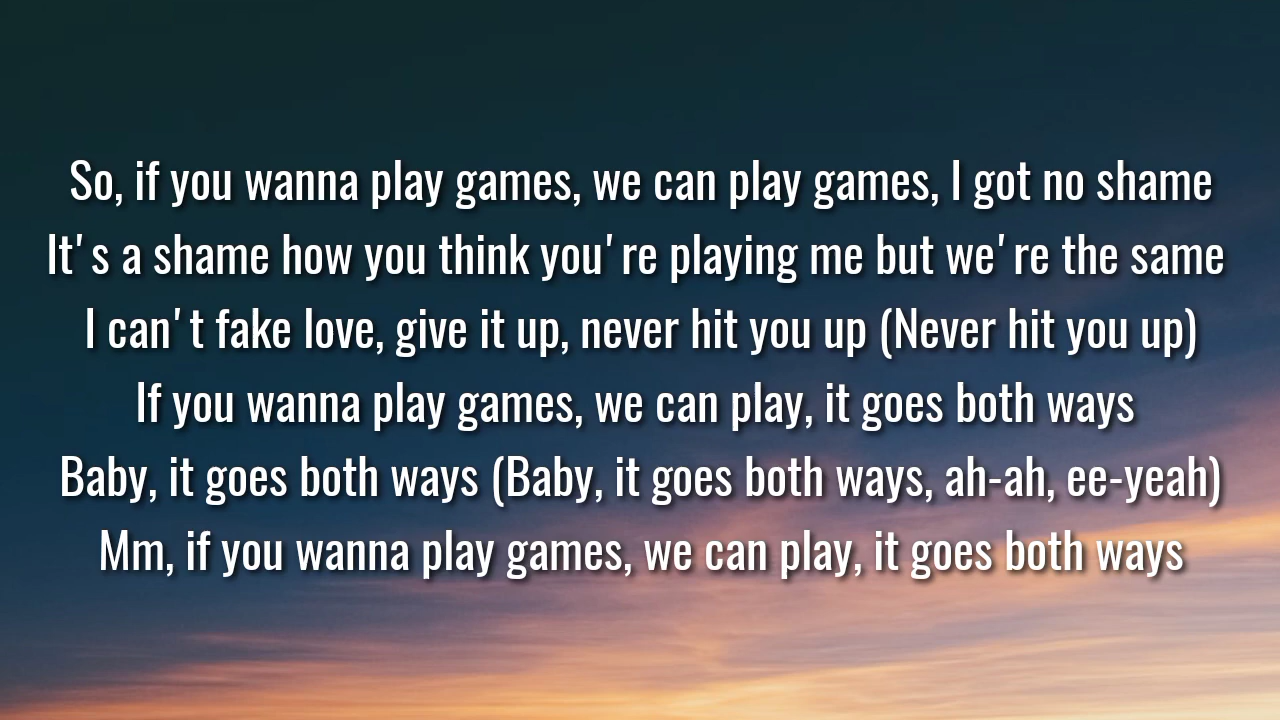 So, if you wanna play games, we can play games, I got no shame
It's a shame how you think you're playing me but we're the same
I can't fake love, give it up, never hit you up (Never hit you up)
If you wanna play games, we can play, it goes both ways
Baby, it goes both ways (Baby, it goes both ways, ah-ah, ee-yeah)
Mm, if you wanna play games, we can play, it goes both ways